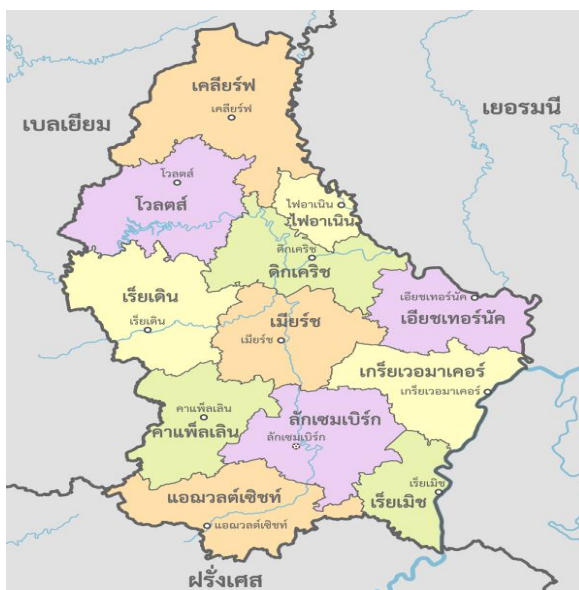 เคลียร์ฟ
เคลียร์ฟ
เยอรมนี
เบลเยียม
โวลตส์
โวลตส์
ไฟอาเนิน
ไฟอาเนิน
ดีกเคริช
ดิกเคริช
เร็ยเดิน
เร็ยเดิน
เอียชเทอร์นัค
เอียชเทอร์นัค
เมียร์ช
เมียร์ช
เกร็ยเวอมาเคอร์
เกร็ยเวอมาเคอร์
คาแพ็ลเลิน
คาแพ็ลเลิน
ลักเซมเบิร์ก
ลักเซมเบิร์ก
แอฌวลต์เซิชท์
แอฌวลต์เซิชท์
เร็ยเมิช
เร็ยเมิช
ฝรั่งเศส